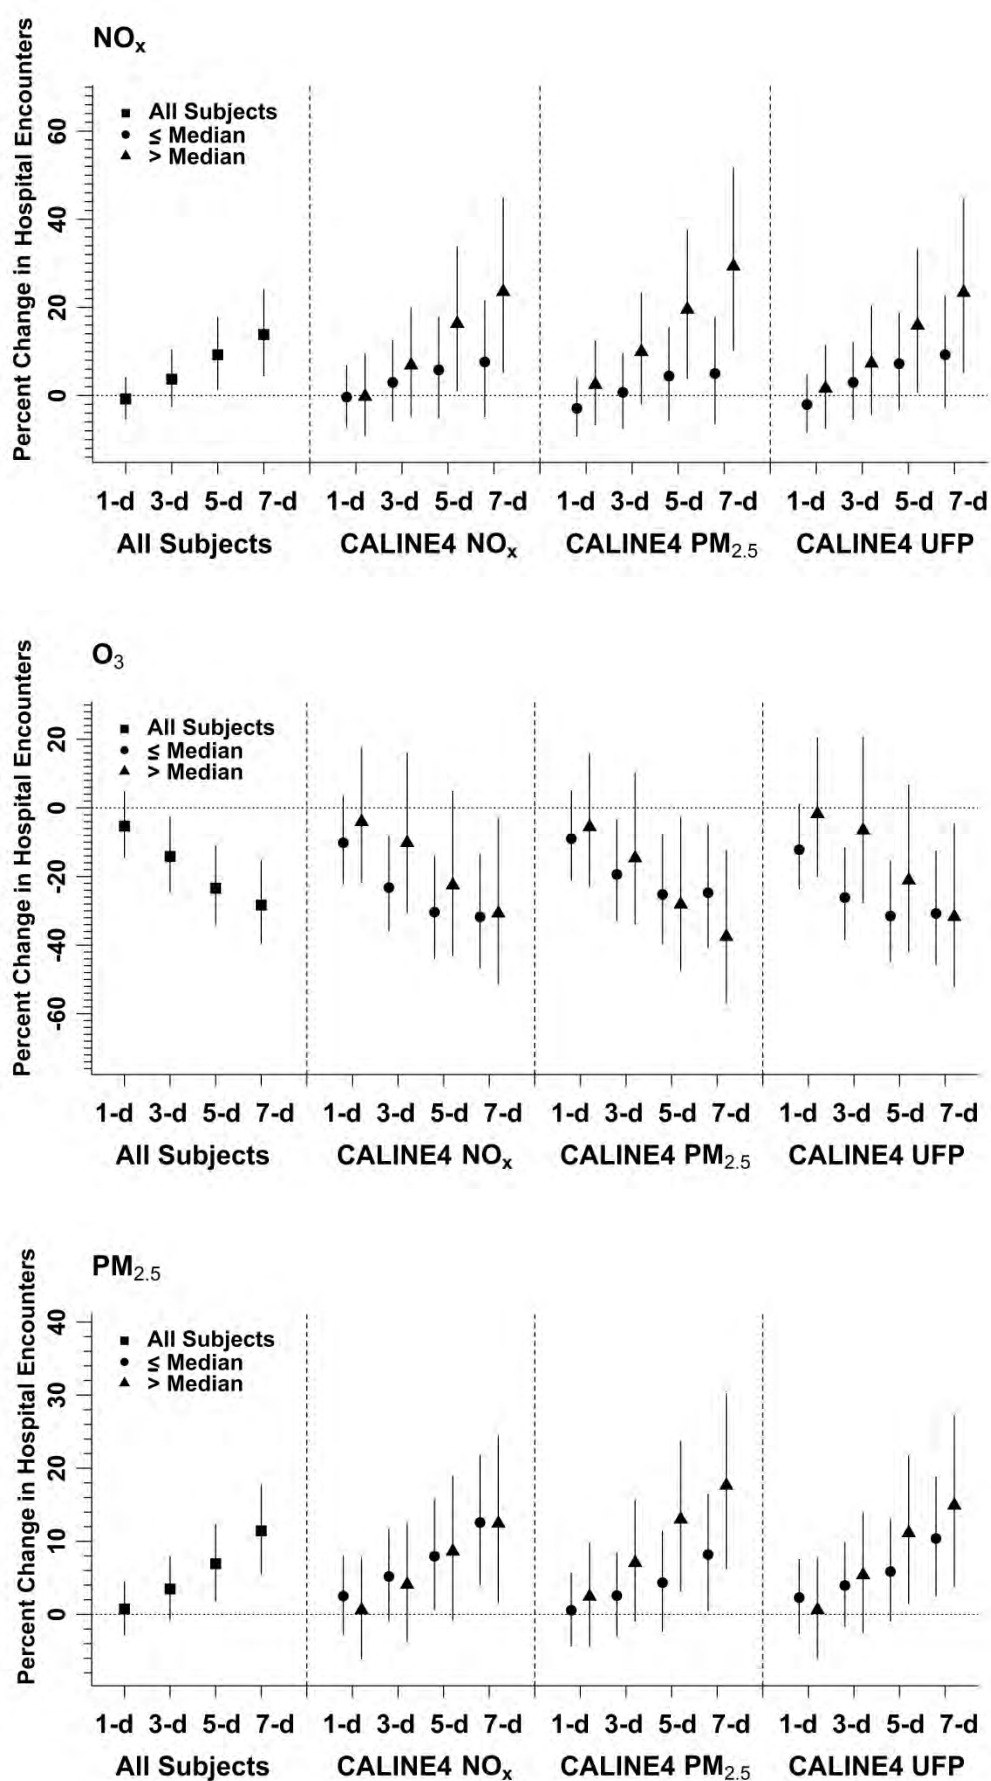 NOx
Percent Change in Hospital Encounters
60
40
20
0
■ All Subjects
● ≤ Median
▲ > Median
1-d 3-d 5-d 7-d 1-d 3-d 5-d 7-d 1-d 3-d 5-d 7-d 1-d 3-d 5-d 7-d
All Subjects CALINE4 NOx CALINE4 PM2.5 CALINE4 UFP
O3
Percent Change in Hospital Encounters
20
0
-20
-40
-60
■ All Subjects
● ≤ Median
▲ > Median
1-d 3-d 5-d 7-d 1-d 3-d 5-d 7-d 1-d 3-d 5-d 7-d 1-d 3-d 5-d 7-d
All Subjects CALINE4 NOx CALINE4 PM2.5 CALINE4 UFP
PM2.5
Percent Change in Hospital Encounters
40
30
20
10
0
■ All Subjects
● ≤ Median
▲ > Median
1-d 3-d 5-d 7-d 1-d 3-d 5-d 7-d 1-d 3-d 5-d 7-d 1-d 3-d 5-d 7-d
All Subjects CALINE4 NOx CALINE4 PM2.5 CALINE4 UFP